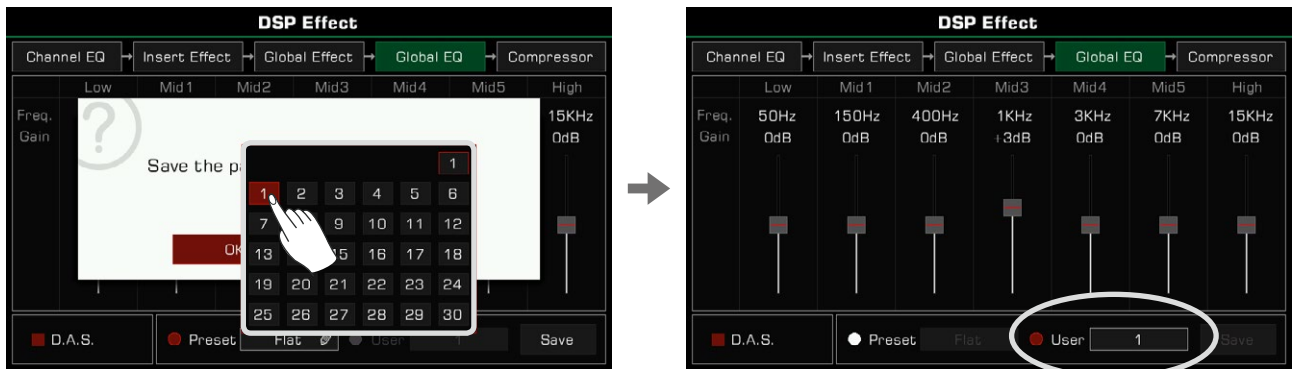 DSP Effect
Channel EQ Insert Effect Global Effect Global EQ Compressor
Low Mid1 Mid2 Mid3 Mid4 Mid5 High
Freq. 15KHz
Gain 0dB
?
Save the pa
1
1 2 3 4 5 6
7 9 10 11 12
OK
13 15 16 17 18
19 20 21 22 23 24
25 26 27 28 29 30
D.A.S. Preset Flat User 1 Save
DSP Effect
Channel EQ Insert Effect Global Effect Global EQ Compressor
Low Mid1 Mid2 Mid3 Mid4 Mid5 High
Freq. 50Hz 150Hz 400Hz 1KHz 3KHz 7KHz 15KHz
Gain 0dB 0dB 0dB +3dB 0dB 0dB 0dB
D.A.S. Preset Flat User 1 Save